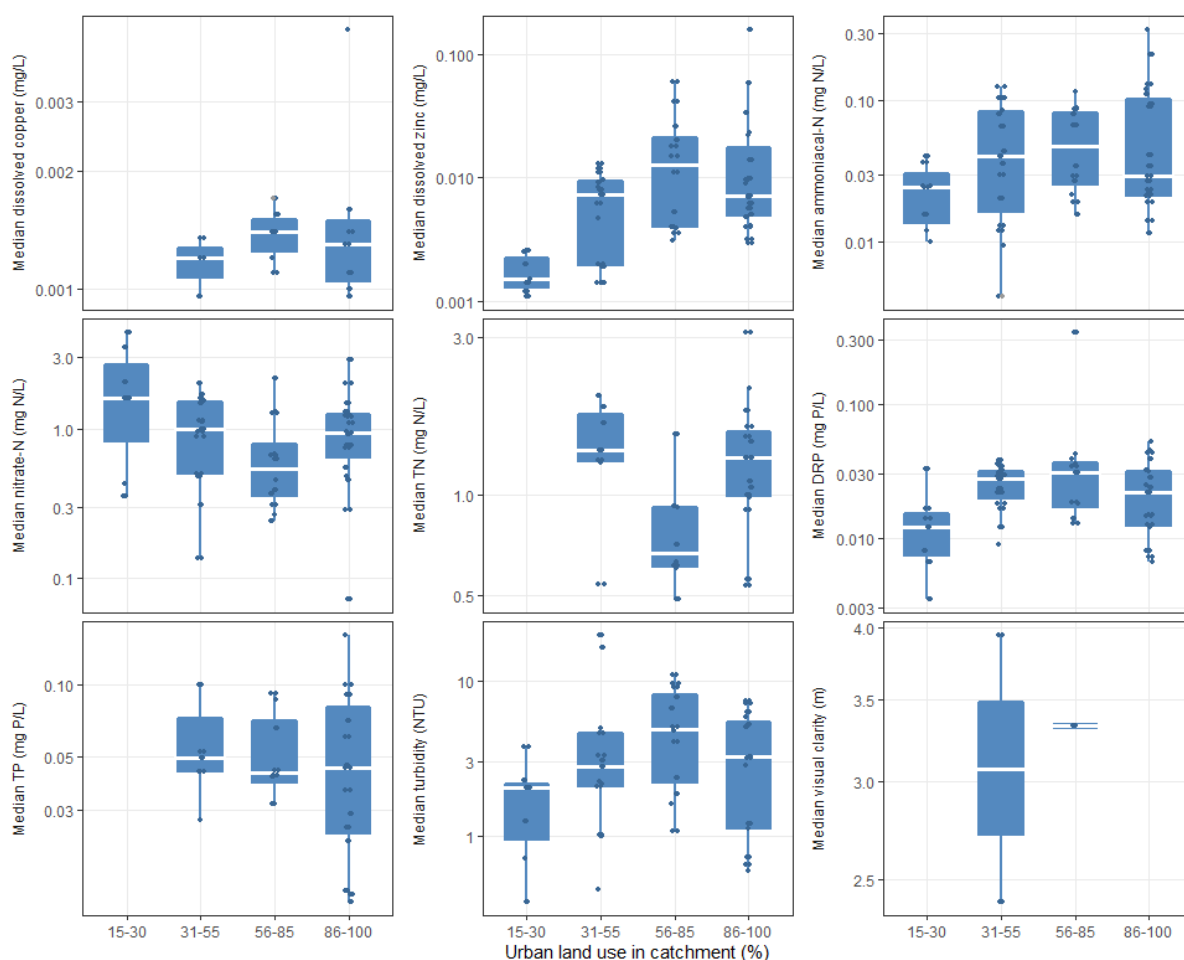 Median dissolved copper (mg/L)
0.003
0.002
0.001
Median dissolved zinc (mg/L)
0.100
0.010
0.001
Median ammoniacal-N (mg N/L)
0.30
0.10
0.03
0.01
Median nitrate-N (mg N/L)
3.0
1.0
0.3
0.1
Median TN (mg N/L)
3.0
1.0
0.5
Median DRP (mg P/L)
0.300
0.100
0.030
0.010
0.003
Median TP (mg P/L)
0.10
0.05
0.03
Median turbidity (NTU)
10
3
1
Median visual clarity (m)
4.0
3.5
3.0
2.5
15-30 31-55 56-85 86-100
15-30 31-55 56-85 86-100
15-30 31-55 56-85 86-100
Urban land use in catchment (%)